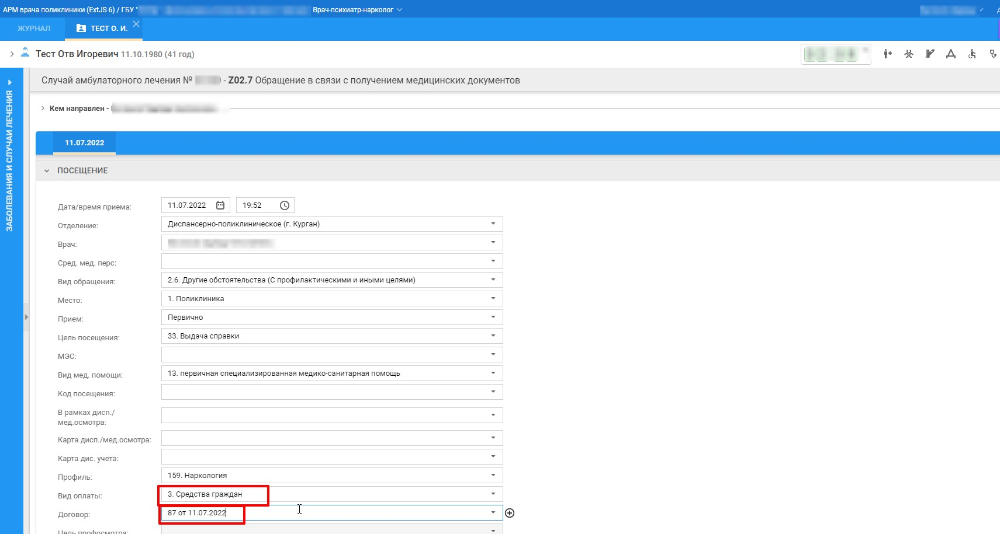 АРМ врача поликлиники (ExtJS 6) / ГБУ " Врач-психиатр-нарколог
ЖУРНАЛ ТЕСТ О. И.
Тест Отв Игоревич 11.10.1980 (41 год)
ЗАБОЛЕВАНИЯ И СЛУЧАИ ЛЕЧЕНИЯ
Случай амбулаторного лечения № - Z02.7 Обращение в связи с получением медицинских документов
Кем направлен -
11.07.2022
ПОСЕЩЕНИЕ
Дата/время приема: 11.07.2022 19:52
Отделение: Диспансерно-поликлиническое (г. Курган)
Врач:
Сред. мед. перс:
Вид обращения: 2.6. Другие обстоятельства (С профилактическими и иными целями)
Место: 1. Поликлиника
Прием: Первично
Цель посещения: 33. Выдача справки
МЭС:
Вид мед. помощи: 13. первичная специализированная медико-санитарная помощь
Код посещения:
В рамках дисп./
мед.осмотра:
Карта дисп./мед.осмотра:
Карта дис. учета:
Профиль: 159. Наркология
Вид оплаты: 3. Средства граждан
Договор: 87 от 11.07.2022
Цель профосмотра: